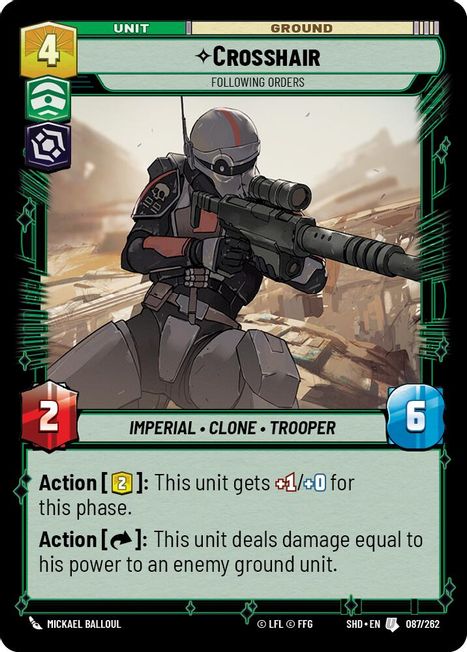 UNIT
GROUND
4
✧CROSSHAIR
FOLLOWING ORDERS
2
6
IMPERIAL • CLONE • TROOPER
Action [2]: This unit gets +1/+0 for
this phase.
Action [↱]: This unit deals damage equal to
his power to an enemy ground unit.
MICKAEL BALLOUL
© LFL © FFG
SHD • EN
U
087/262